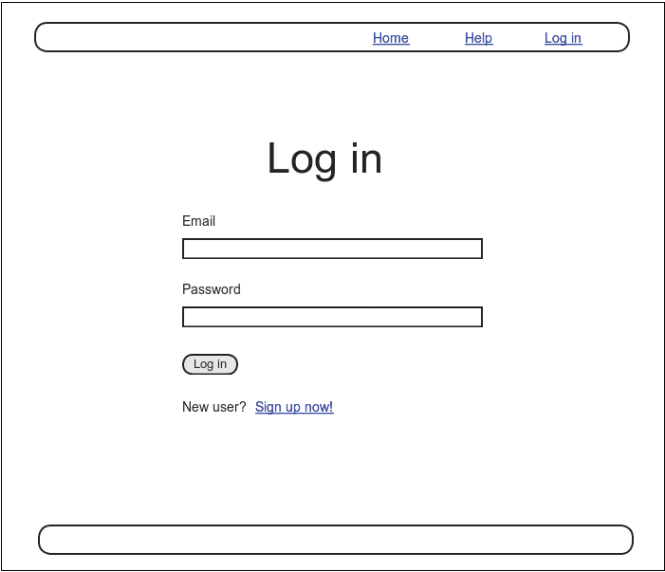 Home Help Log in
Log in
Email
Password
Log in
New user? Sign up now!